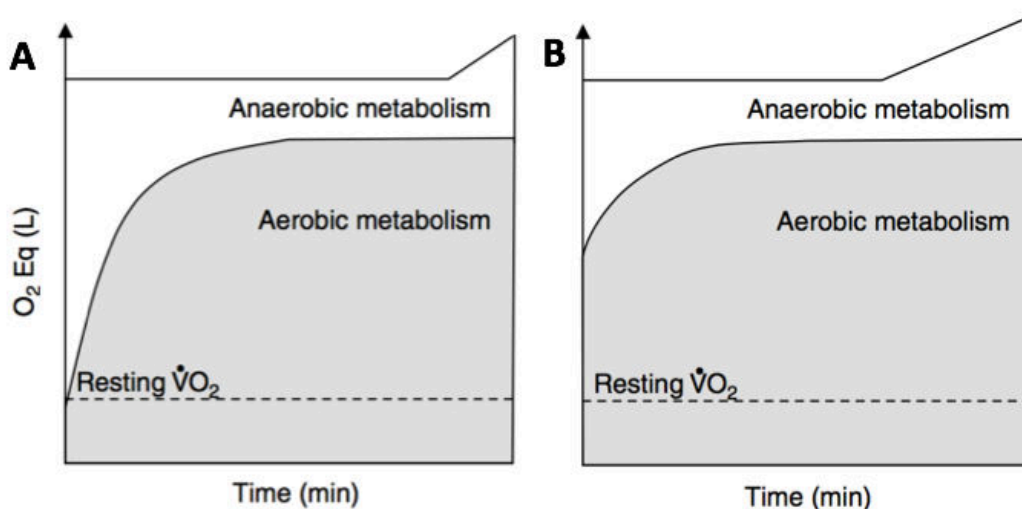 A
Anaerobic metabolism
Aerobic metabolism
O₂ Eq (L)
Resting V̇O₂
Time (min)
B
Anaerobic metabolism
Aerobic metabolism
Resting V̇O₂
Time (min)